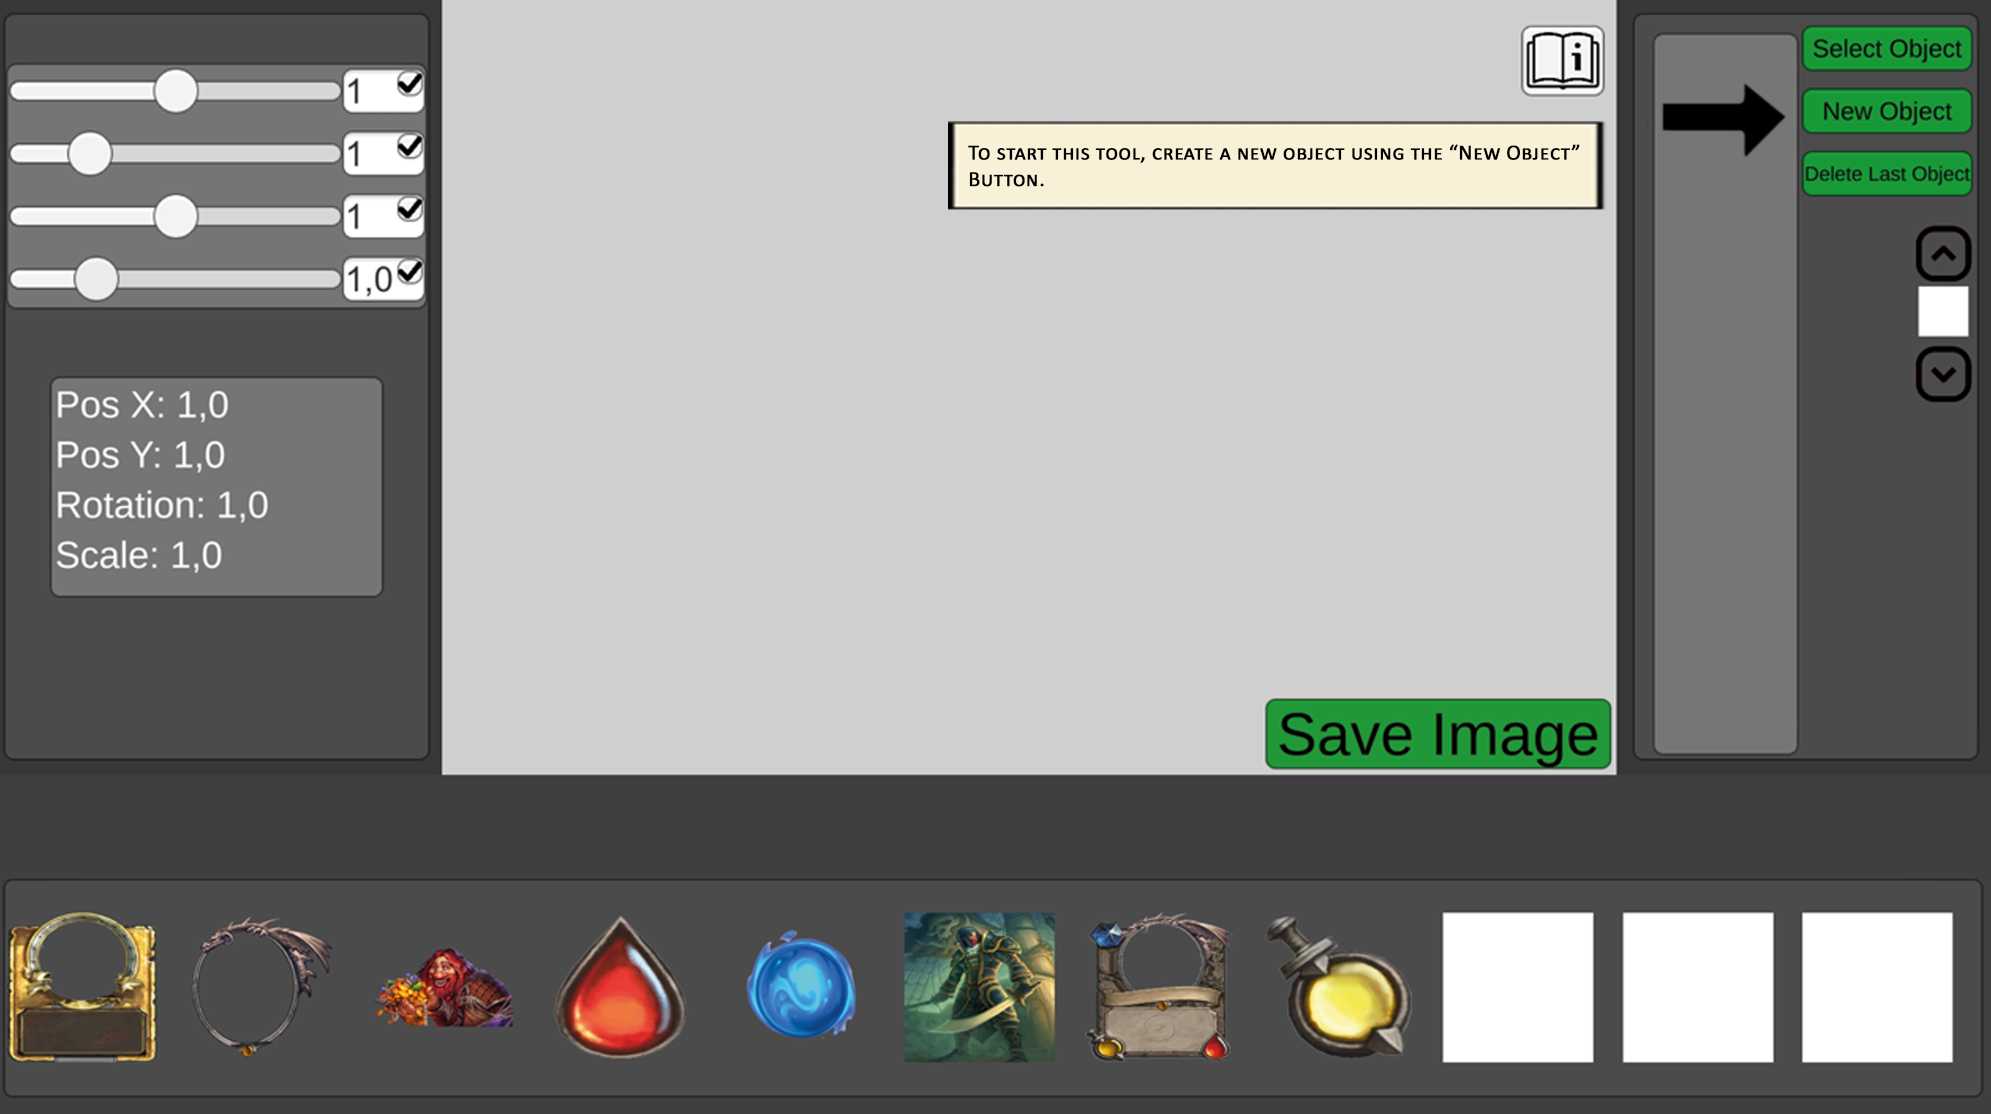 1
1
1
1,0
Pos X: 1,0
Pos Y: 1,0
Rotation: 1,0
Scale: 1,0
i
To start this tool, create a new object using the “New Object”
Button.
Save Image
Select Object
New Object
Delete Last Object